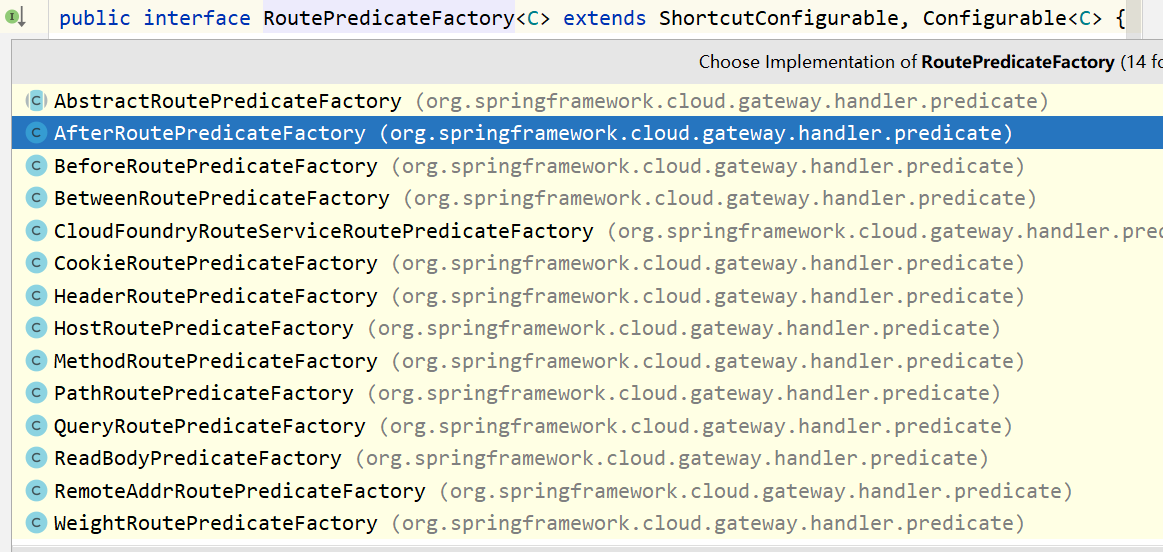 public interface RoutePredicateFactory<C> extends ShortcutConfigurable, Configurable<C> {
Choose Implementation of RoutePredicateFactory (14 fo
AbstractRoutePredicateFactory (org.springframework.cloud.gateway.handler.predicate)
AfterRoutePredicateFactory (org.springframework.cloud.gateway.handler.predicate)
BeforeRoutePredicateFactory (org.springframework.cloud.gateway.handler.predicate)
BetweenRoutePredicateFactory (org.springframework.cloud.gateway.handler.predicate)
CloudFoundryRouteServiceRoutePredicateFactory (org.springframework.cloud.gateway.handler.pred
CookieRoutePredicateFactory (org.springframework.cloud.gateway.handler.predicate)
HeaderRoutePredicateFactory (org.springframework.cloud.gateway.handler.predicate)
HostRoutePredicateFactory (org.springframework.cloud.gateway.handler.predicate)
MethodRoutePredicateFactory (org.springframework.cloud.gateway.handler.predicate)
PathRoutePredicateFactory (org.springframework.cloud.gateway.handler.predicate)
QueryRoutePredicateFactory (org.springframework.cloud.gateway.handler.predicate)
ReadBodyPredicateFactory (org.springframework.cloud.gateway.handler.predicate)
RemoteAddrRoutePredicateFactory (org.springframework.cloud.gateway.handler.predicate)
WeightRoutePredicateFactory (org.springframework.cloud.gateway.handler.predicate)